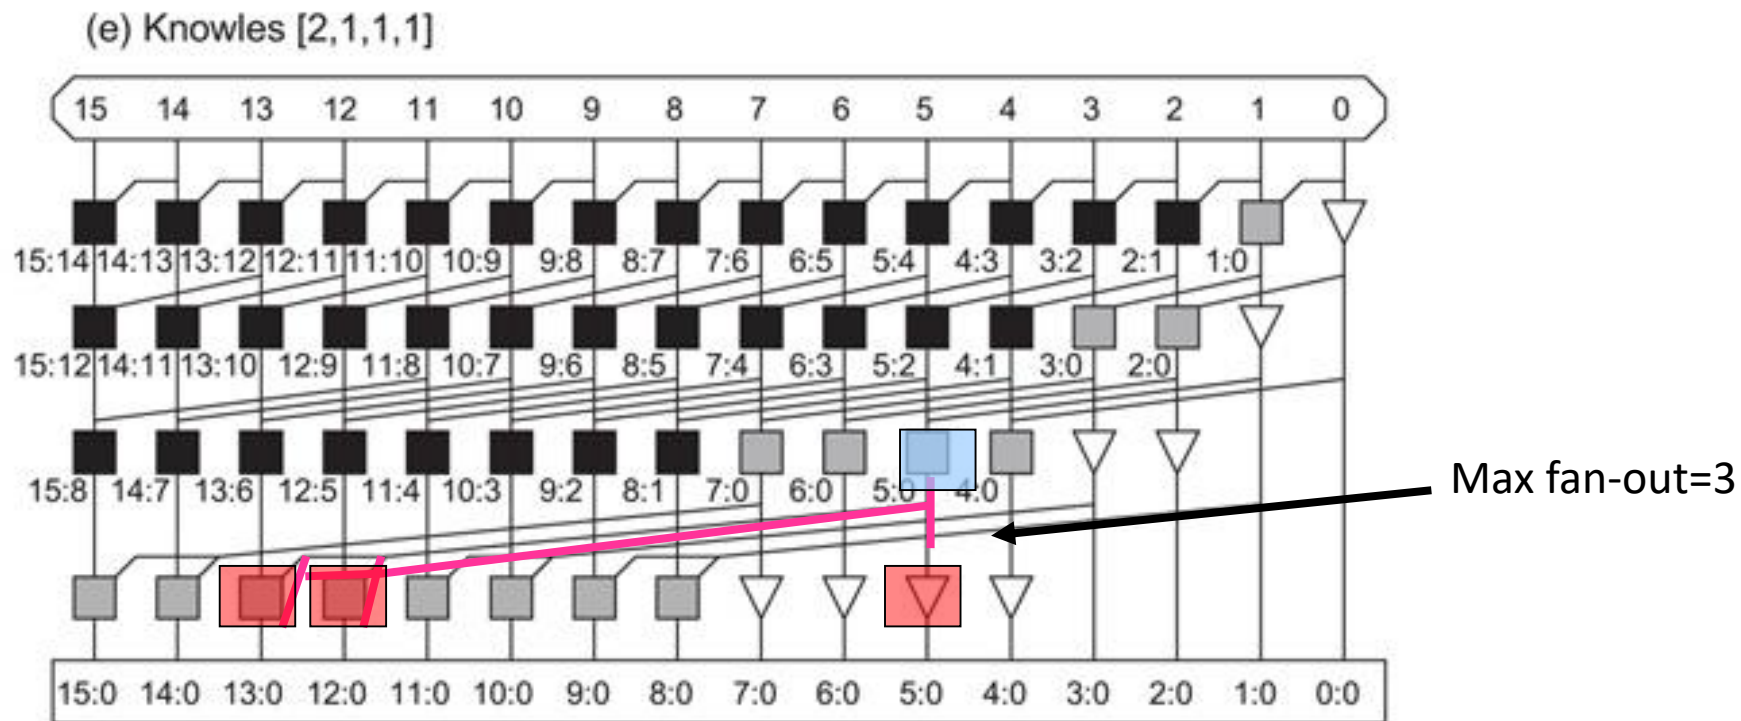 (e) Knowles [2,1,1,1]
15 14 13 12 11 10 9 8 7 6 5 4 3 2 1 0
15:14 14:13 13:12 12:11 11:10 10:9 9:8 8:7 7:6 6:5 5:4 4:3 3:2 2:1 1:0
15:12 14:11 13:10 12:9 11:8 10:7 9:6 8:5 7:4 6:3 5:2 4:1 3:0 2:0
15:8 14:7 13:6 12:5 11:4 10:3 9:2 8:1 7:0 6:0 5:0 4:0
Max fan-out=3
15:0 14:0 13:0 12:0 11:0 10:0 9:0 8:0 7:0 6:0 5:0 4:0 3:0 2:0 1:0 0:0